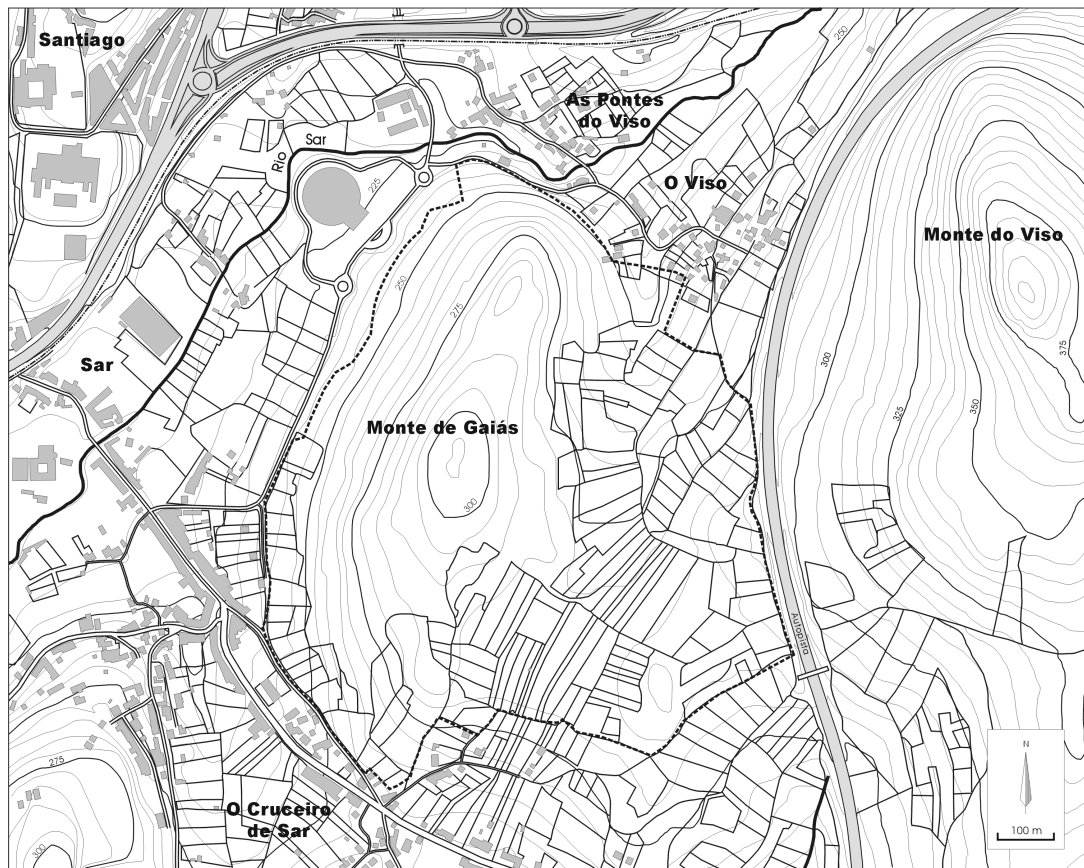 Santiago
As Pontes
do Viso
Rio
Sar
225
250
O Viso
Monte do Viso
250
275
300
375
Sar
325
350
Monte de Gaiás
300
Autopista
275
300
O Cruceiro
de Sar
N
100 m